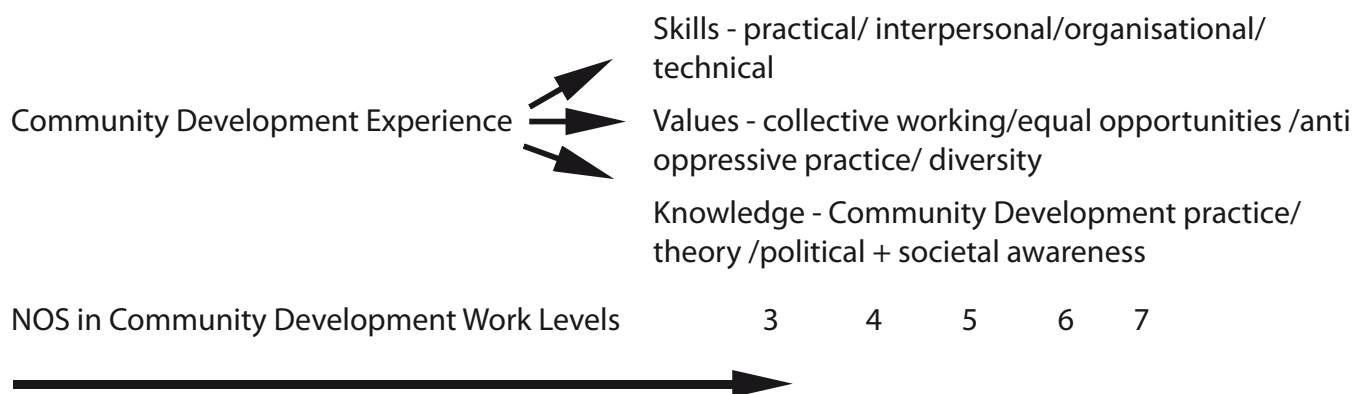 Skills - practical/ interpersonal/organisational/
technical
Community Development Experience
Values - collective working/equal opportunities /anti
oppressive practice/ diversity
Knowledge - Community Development practice/
theory /political + societal awareness
NOS in Community Development Work Levels 3 4 5 6 7